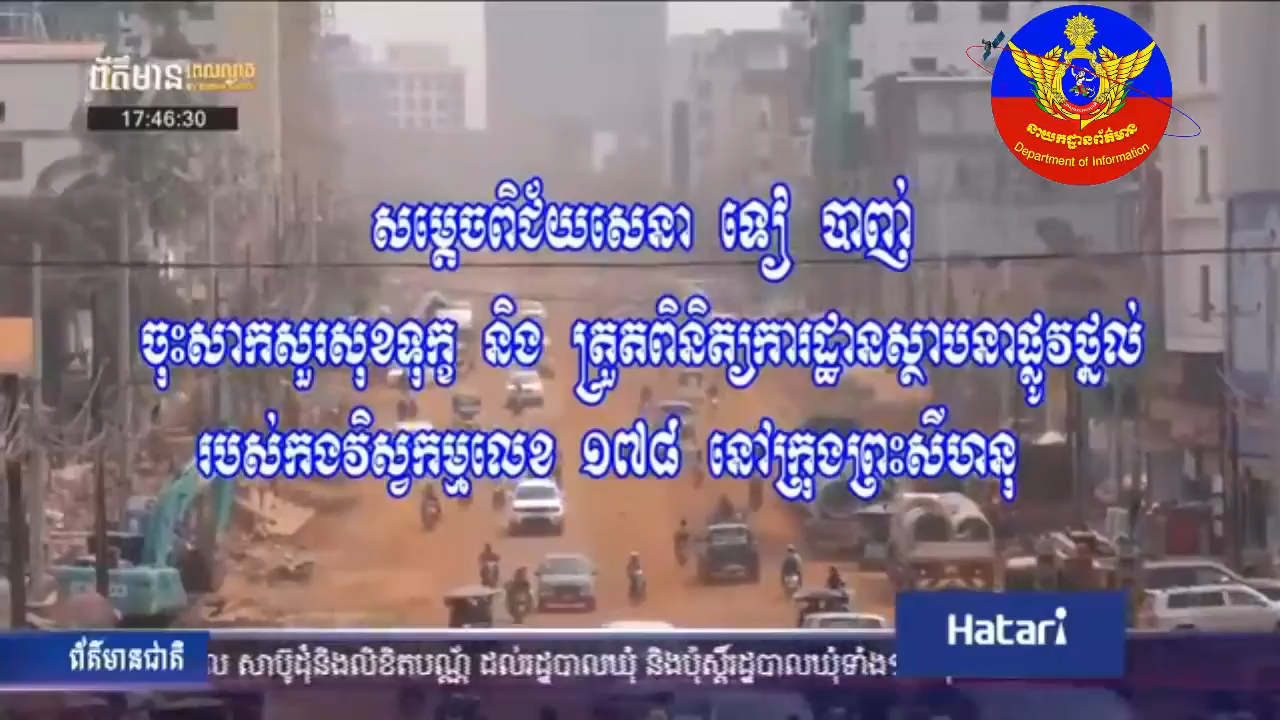 ព័ត៌មាន ពេលល្ងាច
17:46:30
នាយកដ្ឋានព័ត៌មាន
Department of Information
សម្តេចពិជ័យសេនា ទៀ បាញ់
ចុះសាកសួរសុខទុក្ខ និង ត្រួតពិនិត្យការដ្ឋានស្ថាបនាផ្លូវថ្នល់
របស់កងវិស្វកម្មលេខ ១៧៨ នៅក្រុងព្រះសីហនុ
Hatari
ព័ត៌មានជាតិ
សាប៊ូដុំនិងលិខិតបណ្ណ័ ដល់រដ្ឋបាលឃុំ និងប៉ុស្តិ៍រដ្ឋបាលឃុំទាំង